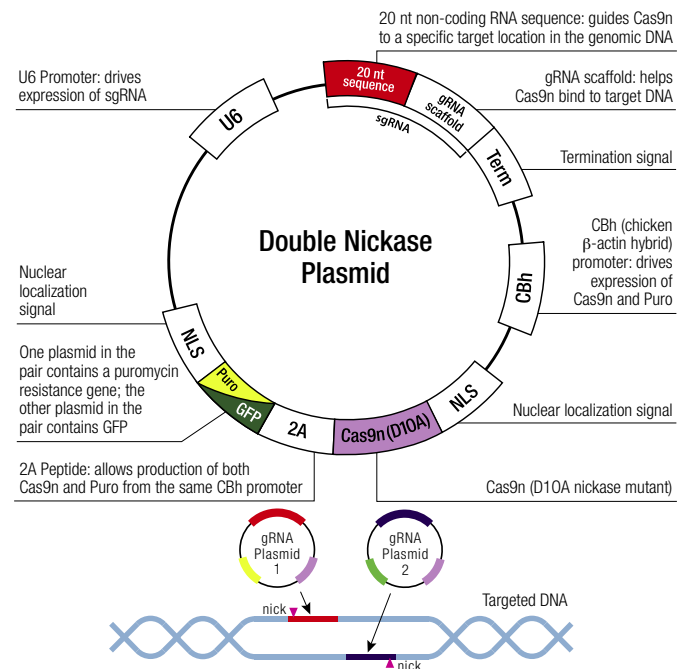 20 nt non-coding RNA sequence: guides Cas9n
to a specific target location in the genomic DNA
U6 Promoter: drives
expression of sgRNA
20 nt
sequence
gRNA
scaffold
sgRNA
gRNA scaffold: helps
Cas9n bind to target DNA
U6
Term
Termination signal
Double Nickase
Plasmid
CBh (chicken
β-actin hybrid)
promoter: drives
expression of
Cas9n and Puro
CBh
Nuclear
localization
signal
NLS
One plasmid in the
pair contains a puromycin
resistance gene; the
other plasmid in the
pair contains GFP
Puro
GFP
2A
Cas9n (D10A)
NLS
Nuclear localization signal
2A Peptide: allows production of both
Cas9n and Puro from the same CBh promoter
Cas9n (D10A nickase mutant)
gRNA
Plasmid
1
gRNA
Plasmid
2
nick
Targeted DNA
nick